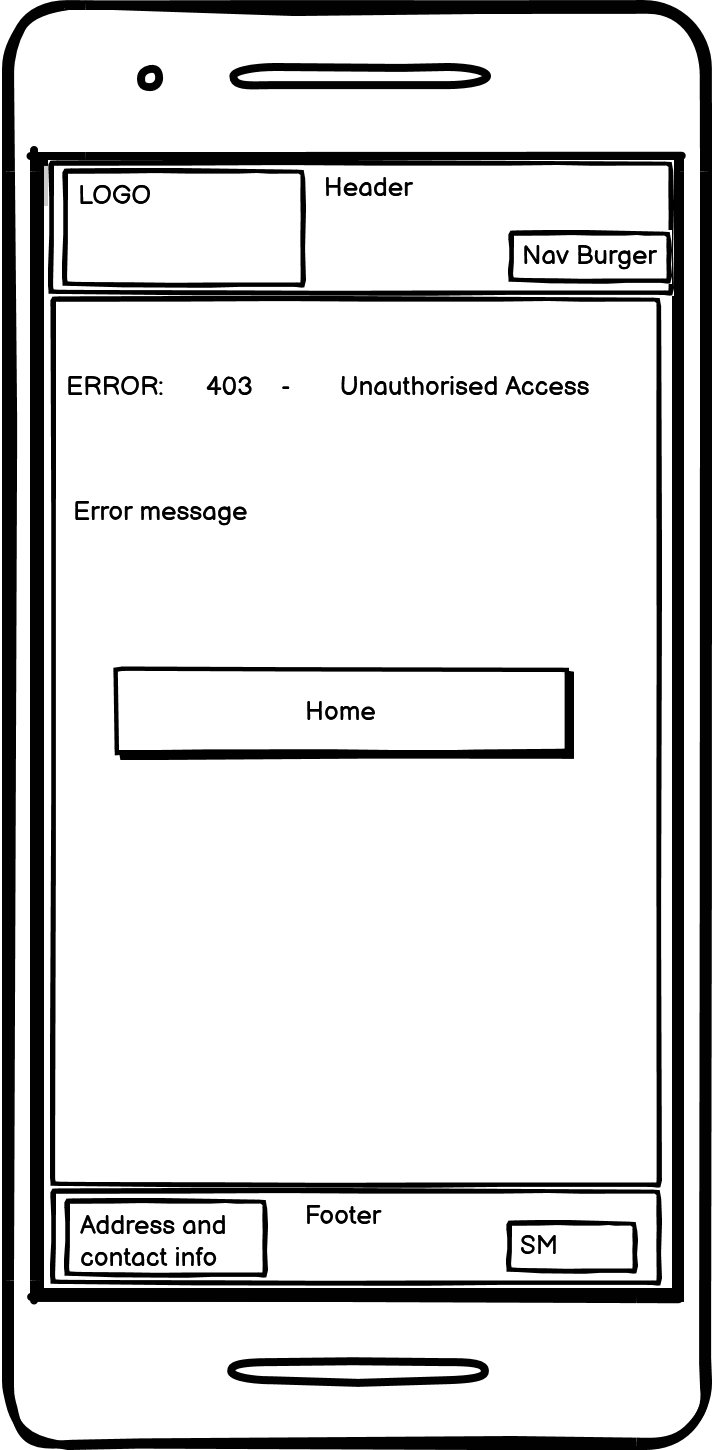 LOGO
Header
Nav Burger
ERROR: 403 - Unauthorised Access
Error message
Home
Address and
contact info
Footer
SM